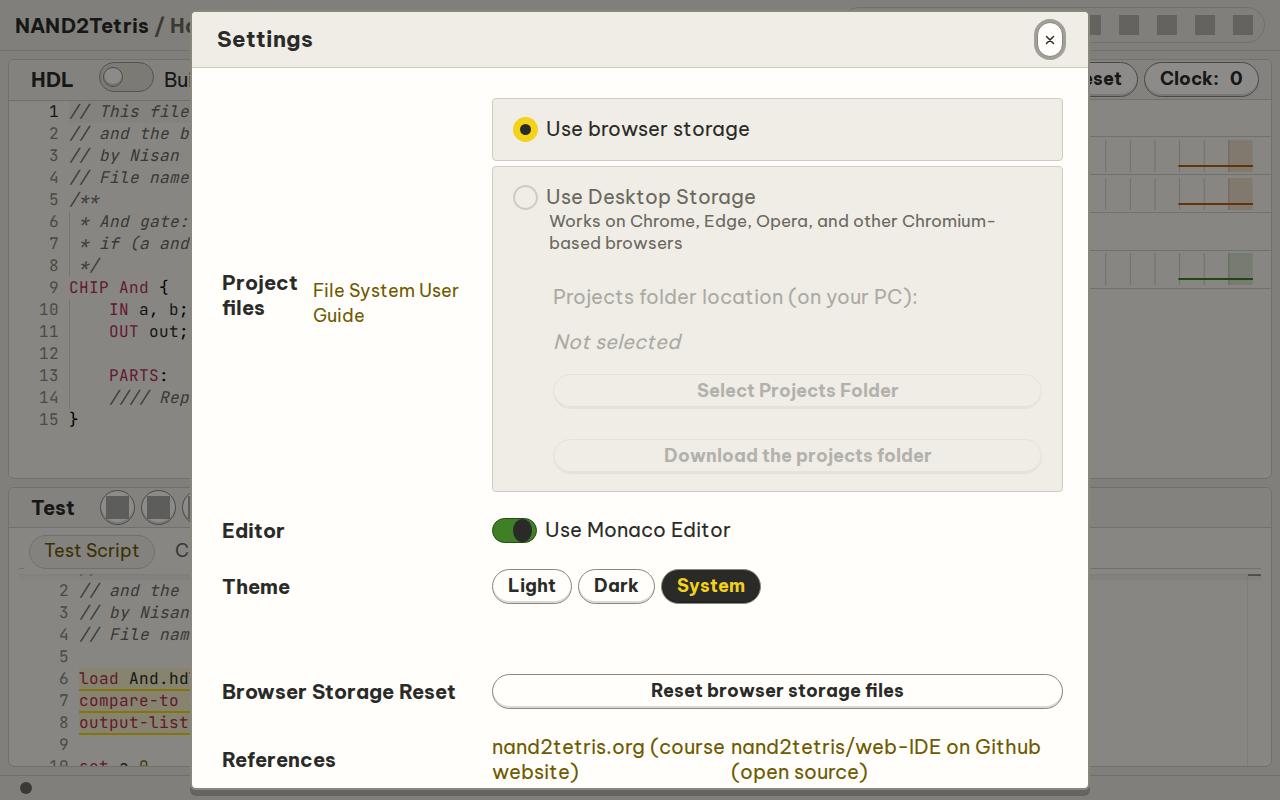 NAND2Tetris / H
Settings
HDL
Bui
set
Clock: 0
1 // This file
2 // and the b
3 // by Nisan
4 // File name
5 /**
6 * And gate:
7 * if (a and
8 */
9 CHIP And {
10 IN a, b;
11 OUT out;
12
13 PARTS:
14 //// Rep
15 }
Test
Test Script
C
2 // and the
3 // by Nisan
4 // File nam
5
6 load And.hd
7 compare-to
8 output-list
9
10 set a 0
Use browser storage
Use Desktop Storage
Works on Chrome, Edge, Opera, and other Chromium-
based browsers
Project
files
File System User
Guide
Projects folder location (on your PC):
Not selected
Select Projects Folder
Download the projects folder
Editor
Use Monaco Editor
Theme
Light
Dark
System
Browser Storage Reset
Reset browser storage files
References
nand2tetris.org (course
website)
nand2tetris/web-IDE on Github
(open source)